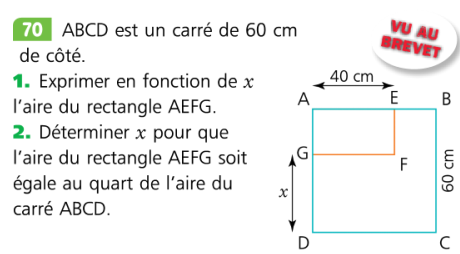 70 ABCD est un carré de 60 cm
de côté.
1. Exprimer en fonction de x
l'aire du rectangle AEFG.
2. Déterminer x pour que
l'aire du rectangle AEFG soit
égale au quart de l'aire du
carré ABCD.
VU AU
BREVET
40 cm
A E B
G F
x
60 cm
D C